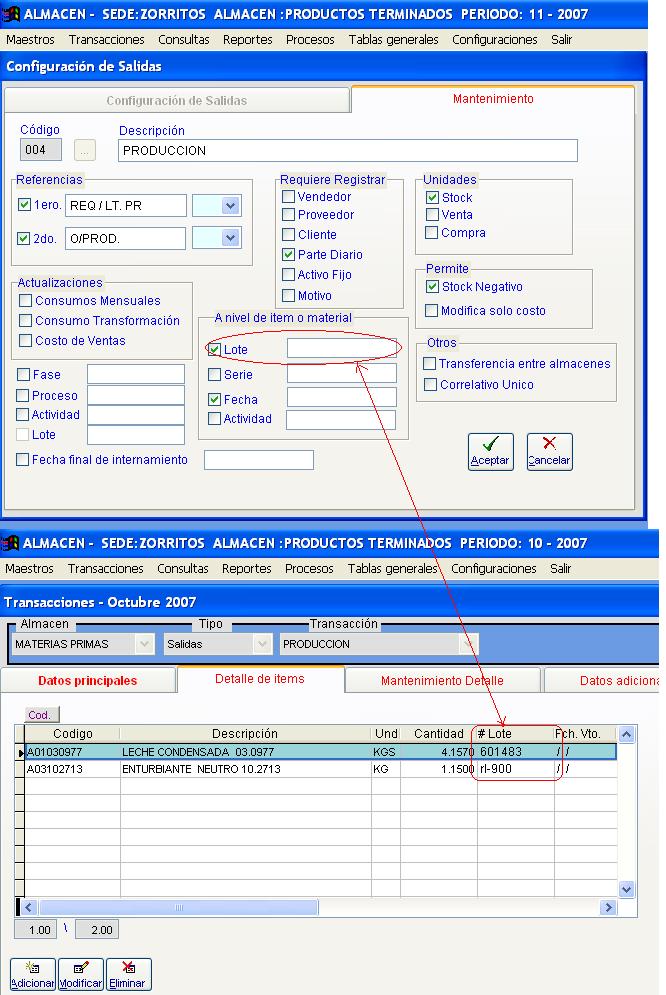 ALMACEN - SEDE:ZORRITOS ALMACEN :PRODUCTOS TERMINADOS PERIODO: 11 - 2007
Maestros Transacciones Consultas Reportes Procesos Tablas generales Configuraciones Salir
Configuración de Salidas
Configuración de Salidas Mantenimiento
Código Descripción
004 ... PRODUCCION
Referencias
1ero. REQ / LT. PR
2do. O/PROD.
Requiere Registrar
Vendedor
Proveedor
Cliente
Parte Diario
Activo Fijo
Motivo
Unidades
Stock
Venta
Compra
Actualizaciones
Consumos Mensuales
Consumo Transformación
Costo de Ventas
Permite
Stock Negativo
Modifica solo costo
A nivel de item o material
Lote
Serie
Fecha
Actividad
Otros
Transferencia entre almacenes
Correlativo Unico
Fase
Proceso
Actividad
Lote
Fecha final de internamiento
Aceptar Cancelar
ALMACEN - SEDE:ZORRITOS ALMACEN :PRODUCTOS TERMINADOS PERIODO: 10 - 2007
Maestros Transacciones Consultas Reportes Procesos Tablas generales Configuraciones Salir
Transacciones - Octubre 2007
Almacen Tipo Transacción
MATERIAS PRIMAS Salidas PRODUCCION
Datos principales Detalle de items Mantenimiento Detalle Datos adiciona
Cod.
Codigo Descripción Und Cantidad # Lote Fch. Vto.
A01030977 LECHE CONDENSADA 03.0977 KGS 4.1570 601483 / /
A03102713 ENTURBIANTE NEUTRO 10.2713 KG 1.1500 rl-900 / /
1.00 \ 2.00
Adicionar Modificar Eliminar